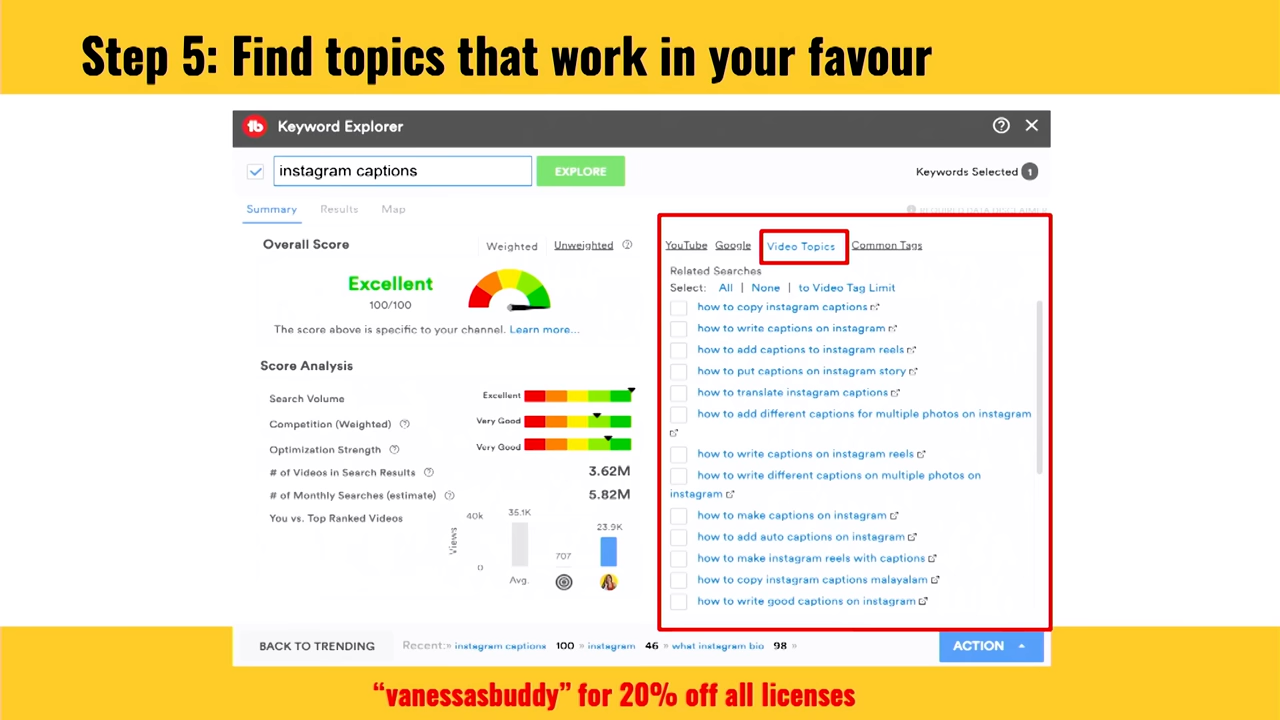 Step 5: Find topics that work in your favour
tb Keyword Explorer
instagram captions
EXPLORE
Keywords Selected 1
Summary Results Map
REQUIRED DATA DISCLAIMER
Overall Score
Weighted Unweighted
Excellent
100/100
The score above is specific to your channel. Learn more...
Score Analysis
Search Volume Excellent
Competition (Weighted) Very Good
Optimization Strength Very Good
# of Videos in Search Results 3.62M
# of Monthly Searches (estimate) 5.82M
You vs. Top Ranked Videos
Views
40k
0
35.1K
707
23.9K
Avg.
YouTube Google Video Topics Common Tags
Related Searches
Select: All | None | to Video Tag Limit
how to copy instagram captions
how to write captions on instagram
how to add captions to instagram reels
how to put captions on instagram story
how to translate instagram captions
how to add different captions for multiple photos on instagram
how to write captions on instagram reels
how to write different captions on multiple photos on
instagram
how to make captions on instagram
how to add auto captions on instagram
how to make instagram reels with captions
how to copy instagram captions malayalam
how to write good captions on instagram
BACK TO TRENDING
Recent:» instagram captions 100 » instagram 46 » what instagram bio 98 »
ACTION
“vanessasbuddy” for 20% off all licenses